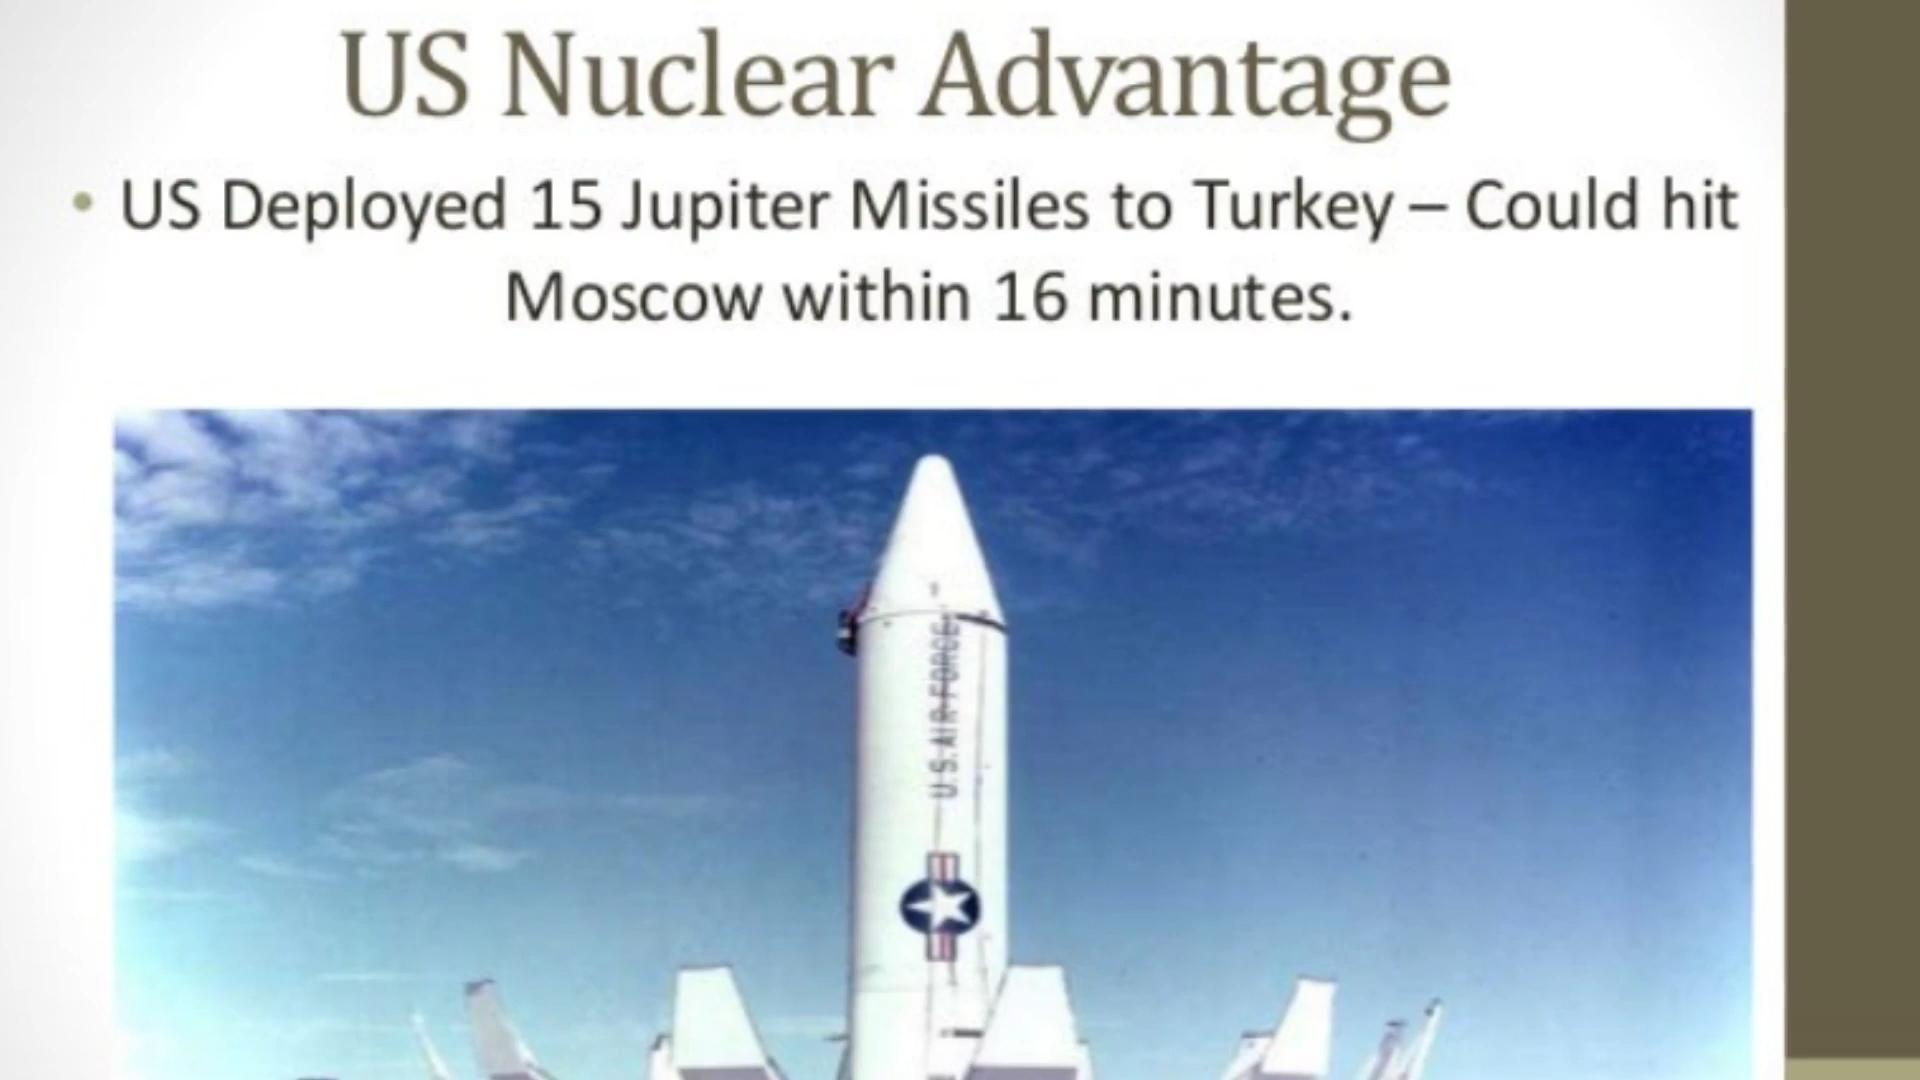 US Nuclear Advantage
• US Deployed 15 Jupiter Missiles to Turkey – Could hit
Moscow within 16 minutes.
U.S. AIR FORCE